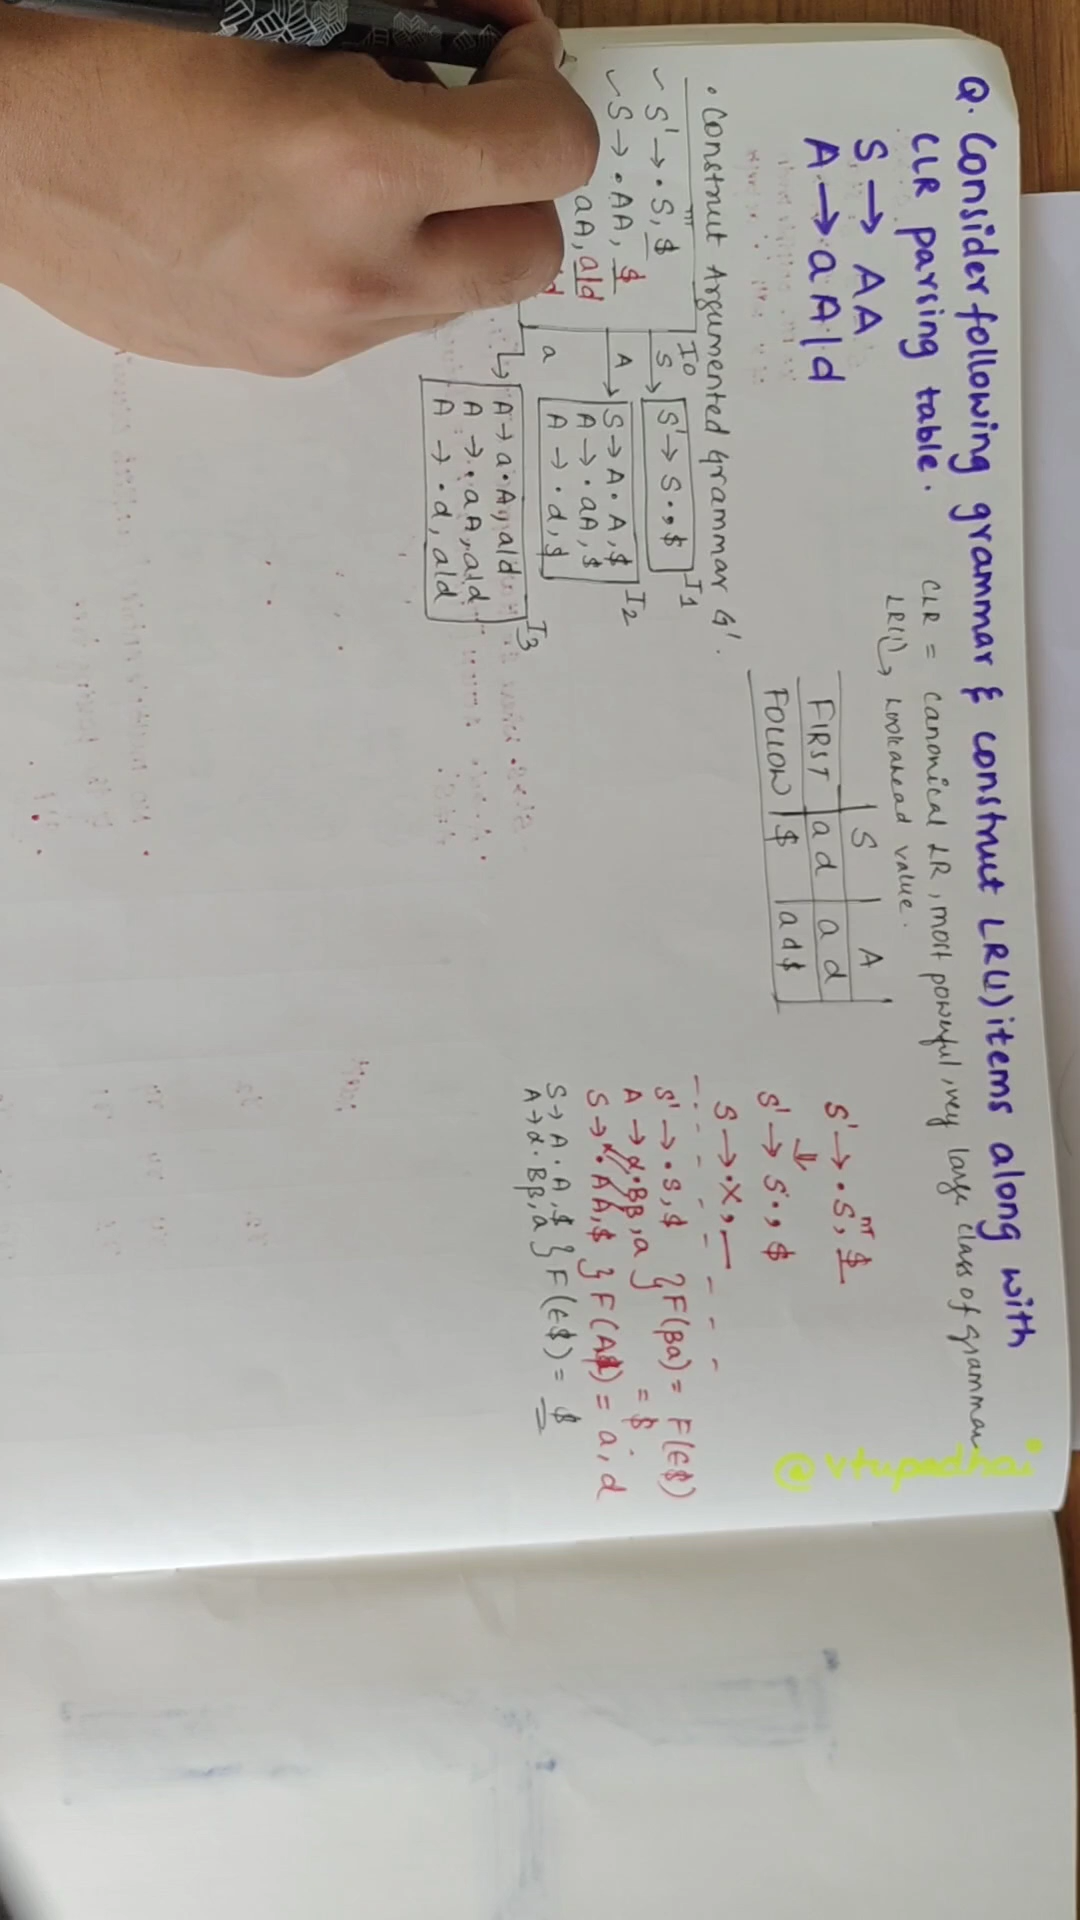 Q. Consider following grammar & construct LR(1) items along with
CLR parsing table.
CLR = canonical LR, most powerful, very large class of grammar
LR(1) → Lookahead value.
S → AA
A → aA | d
S A
FIRST a d a d
FOLLOW $ a d $
S' → .S, $
S' → S., $
S → .X, _
@vtupadhai
• Construct Argumented Grammar G'.
✓ S' → .S, $
✓ S → .AA, $
aA, a|d
d
I0
S
S' → S., $
I1
A
S → A.A, $
A → .aA, $
A → .d, $
I2
a
A → a.A, a|d
A → .aA, a|d
A → .d, a|d
I3
S' → .S, $ } F(βa) = F(ε$)
A → α.Bβ, a = $
S → .AA, $ } F(A$) = a, d
S → A.A, $ } F(ε$) = $
A → α.Bβ, a